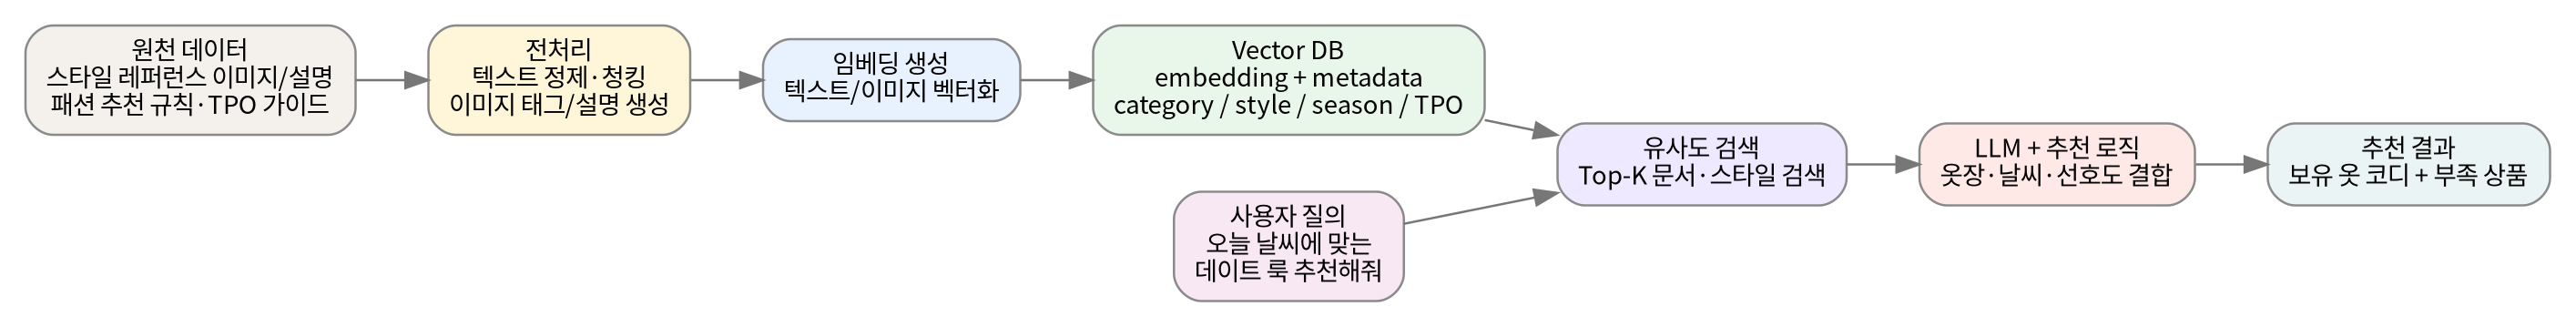 원천 데이터
스타일 레퍼런스 이미지/설명
패션 추천 규칙·TPO 가이드
전처리
텍스트 정제·청킹
이미지 태그/설명 생성
임베딩 생성
텍스트/이미지 벡터화
Vector DB
embedding + metadata
category / style / season / TPO
사용자 질의
오늘 날씨에 맞는
데이트 룩 추천해줘
유사도 검색
Top-K 문서·스타일 검색
LLM + 추천 로직
옷장·날씨·선호도 결합
추천 결과
보유 옷 코디 + 부족 상품